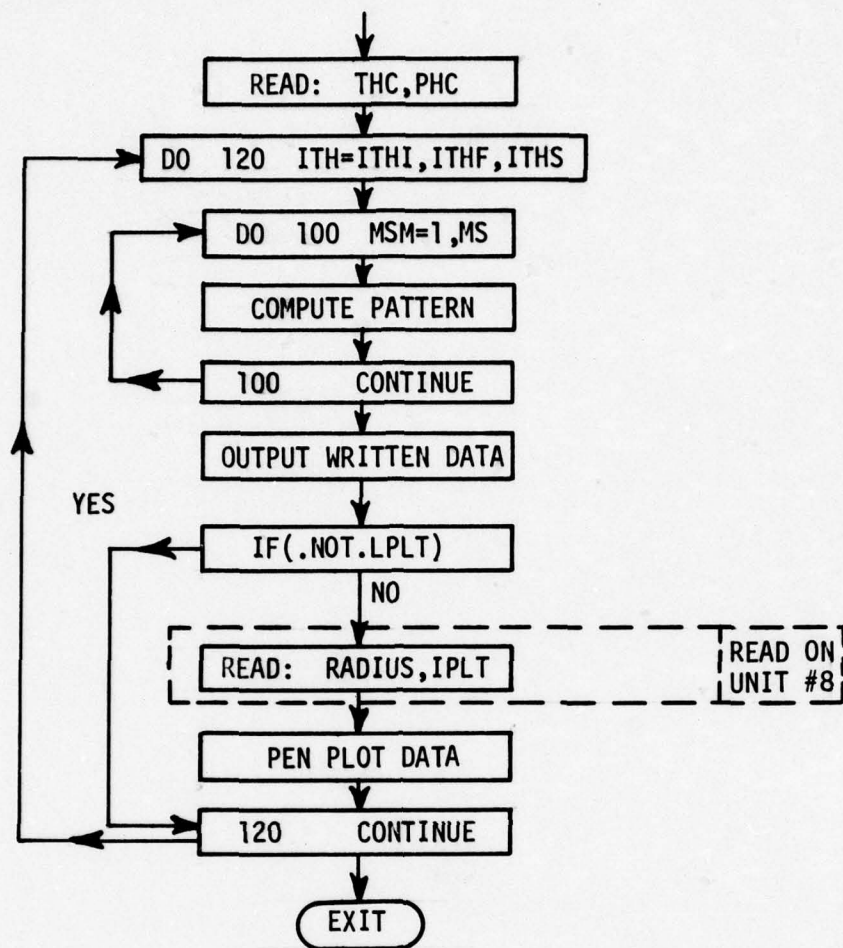 READ: THC,PHC
DO 120 ITH=ITHI,ITHF,ITHS
DO 100 MSM=1,MS
COMPUTE PATTERN
100 CONTINUE
OUTPUT WRITTEN DATA
YES
IF(.NOT.LPLT)
NO
READ: RADIUS,IPLT
READ ON
UNIT #8
PEN PLOT DATA
120 CONTINUE
EXIT